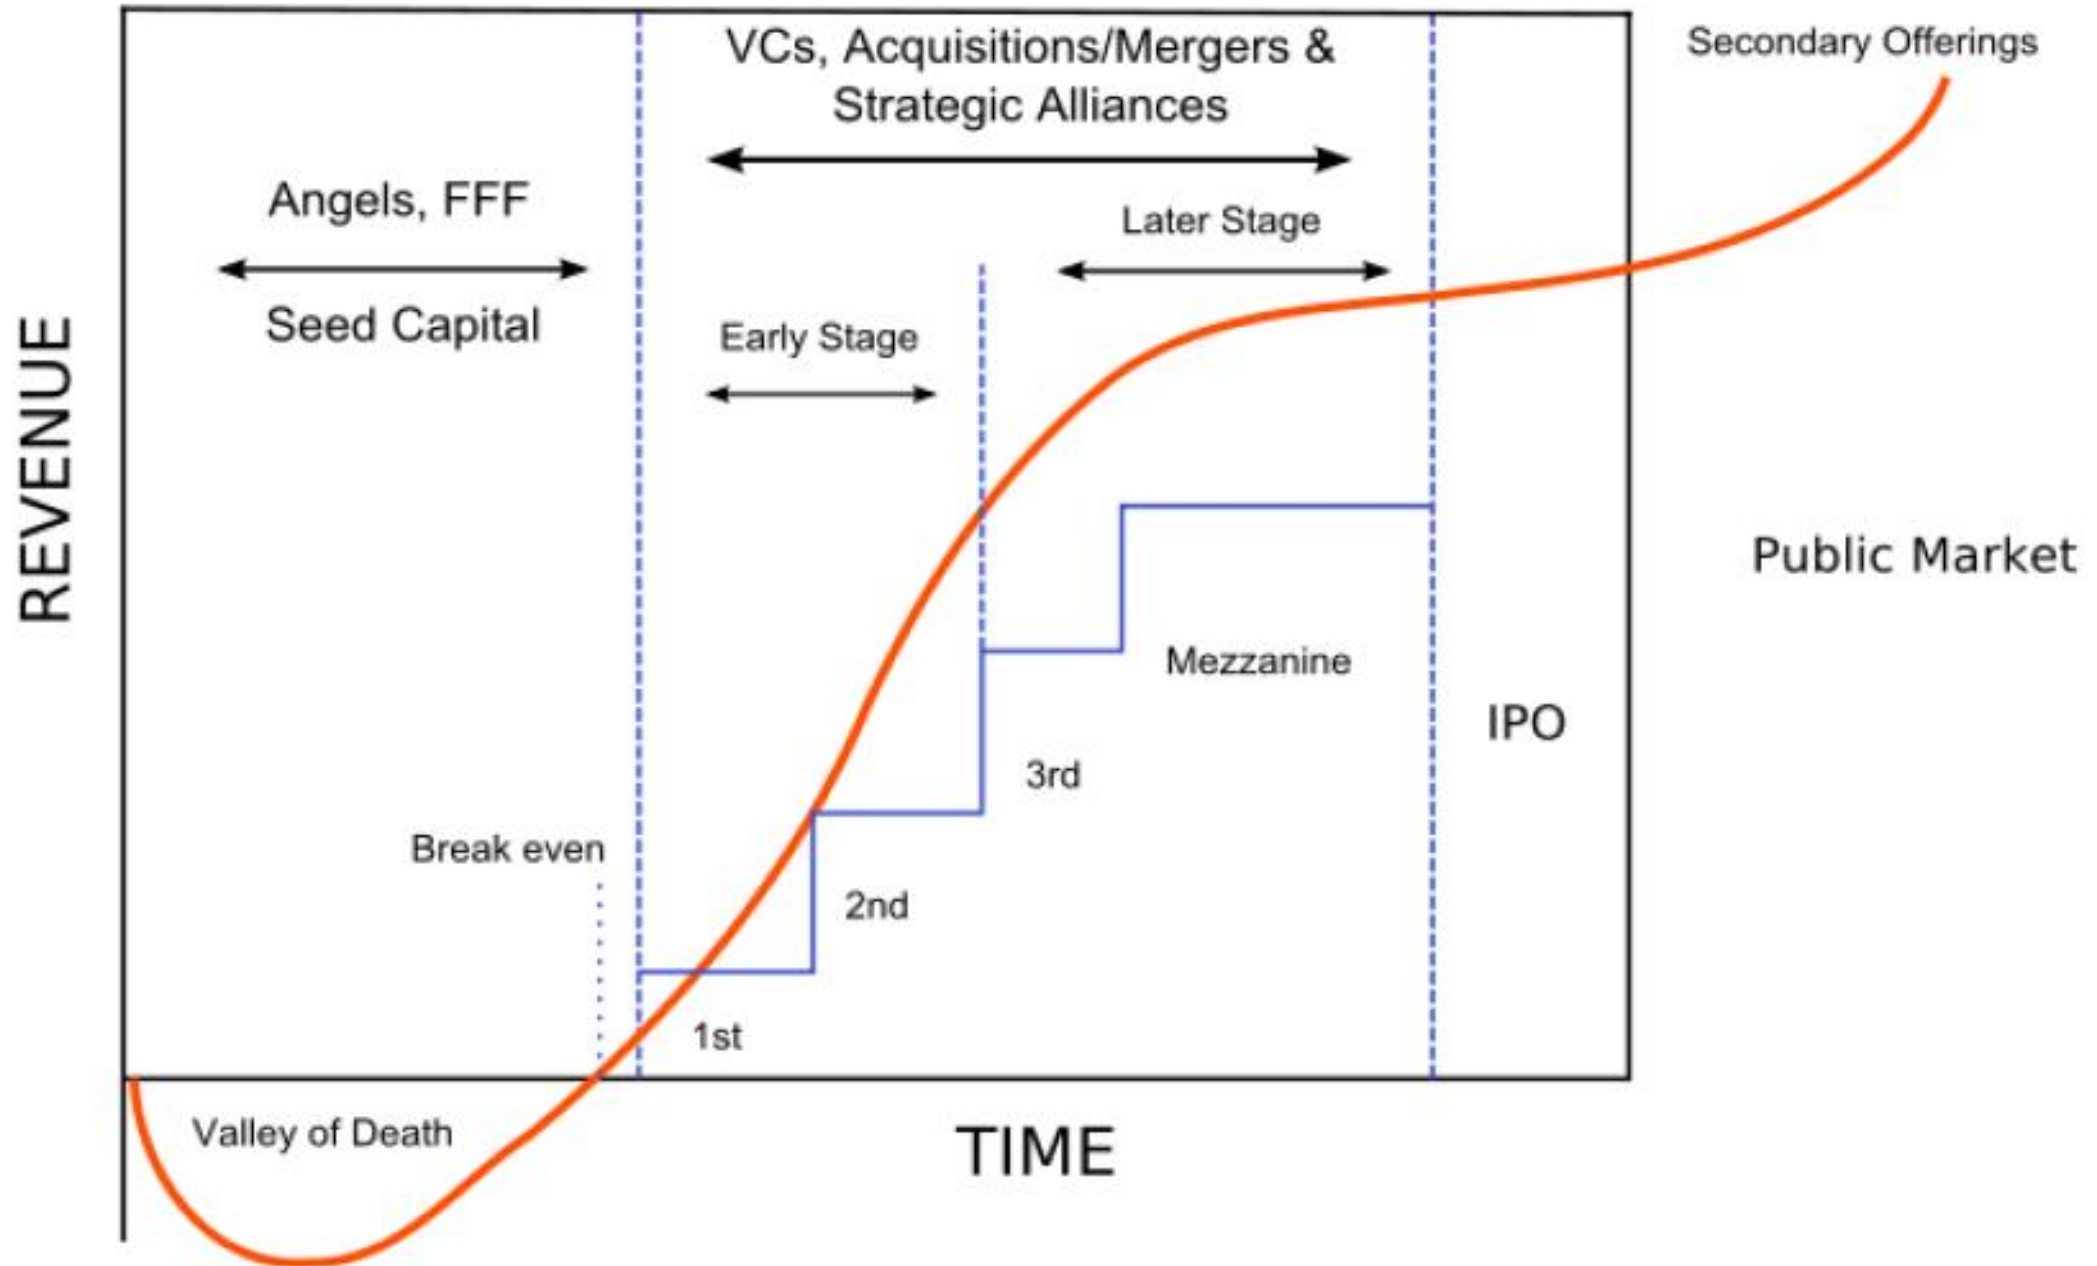 VCs, Acquisitions/Mergers &
Strategic Alliances
Secondary Offerings
Angels, FFF
Seed Capital
Later Stage
Early Stage
REVENUE
Public Market
Mezzanine
IPO
3rd
Break even
2nd
1st
Valley of Death
TIME